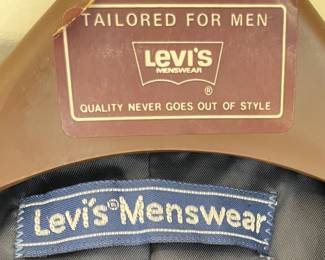 TAILORED FOR MEN
LEVI'S
MENSWEAR
®
QUALITY NEVER GOES OUT OF STYLE
Levi's® Menswear